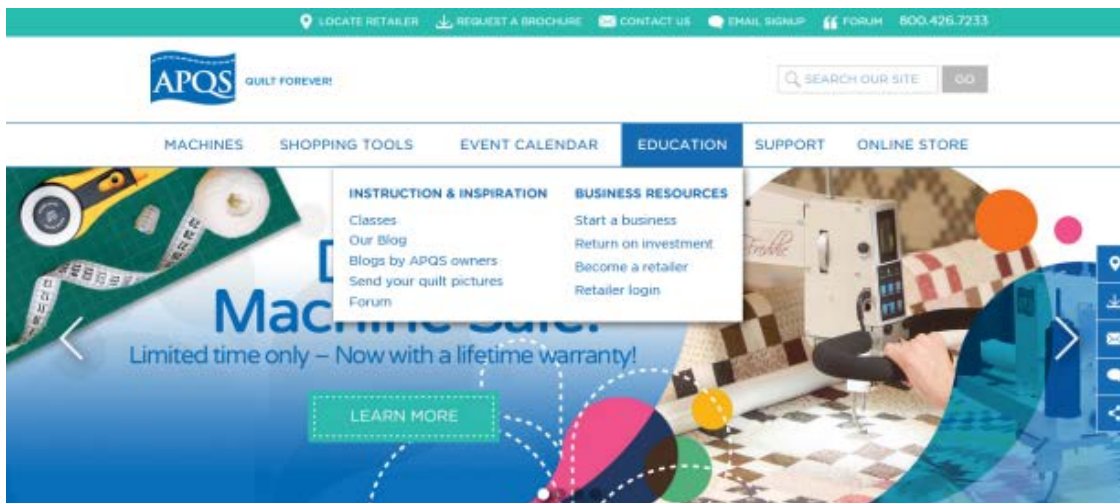 LOCATE RETAILER REQUEST A BROCHURE CONTACT US EMAIL SIGNUP FORUM 800.426.7233
APQS QUILT FOREVER!
SEARCH OUR SITE GO
MACHINES SHOPPING TOOLS EVENT CALENDAR EDUCATION SUPPORT ONLINE STORE
INSTRUCTION & INSPIRATION
Classes
Our Blog
Blogs by APQS owners
Send your quilt pictures
Forum
BUSINESS RESOURCES
Start a business
Return on investment
Become a retailer
Retailer login
Freddie
Limited time only – Now with a lifetime warranty!
LEARN MORE